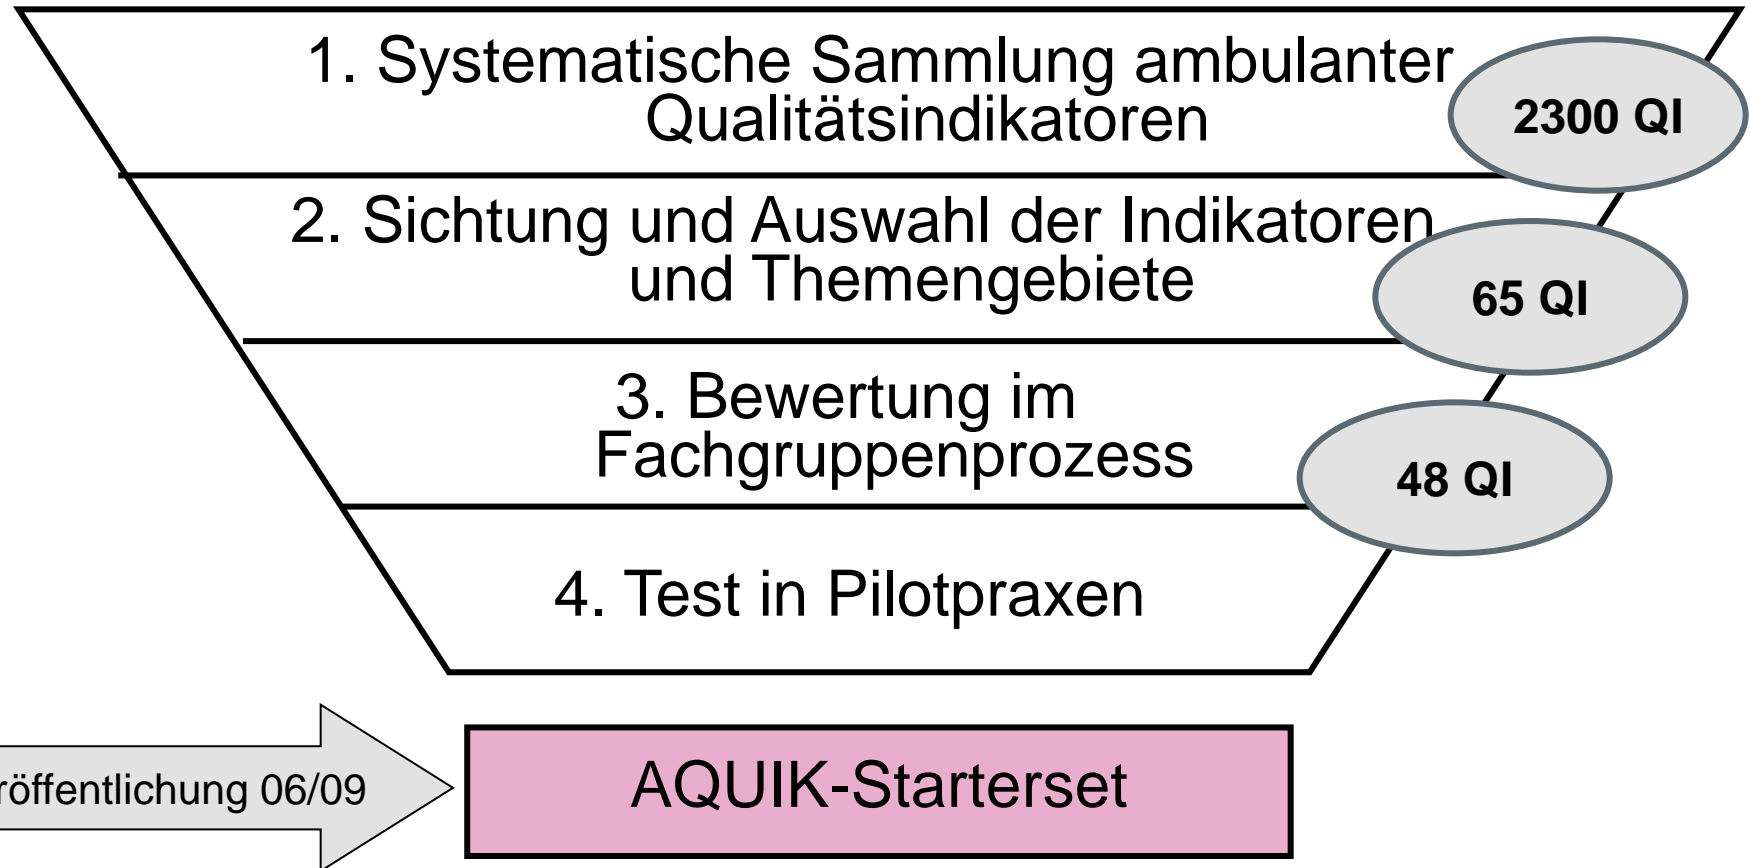 1. Systematische Sammlung ambulanter
Qualitätsindikatoren
2300 QI
2. Sichtung und Auswahl der Indikatoren
und Themengebiete
65 QI
3. Bewertung im
Fachgruppenprozess
48 QI
4. Test in Pilotpraxen
röffentlichung 06/09
AQUIK-Starterset